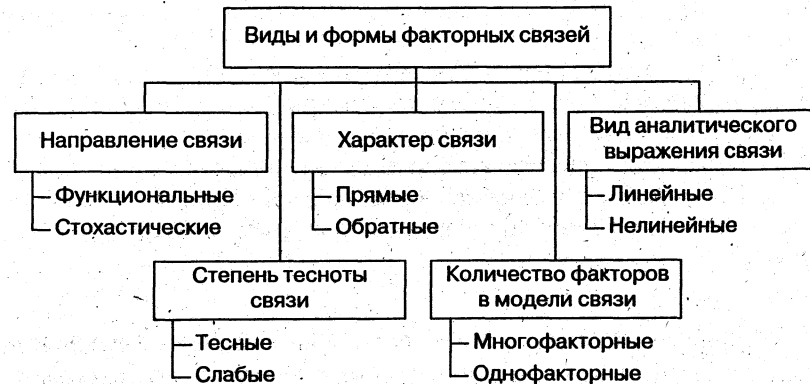 Виды и формы факторных связей
Направление связи
Функциональные
Стохастические
Характер связи
Прямые
Обратные
Вид аналитического
выражения связи
Линейные
Нелинейные
Степень тесноты
связи
Тесные
Слабые
Количество факторов
в модели связи
Многофакторные
Однофакторные